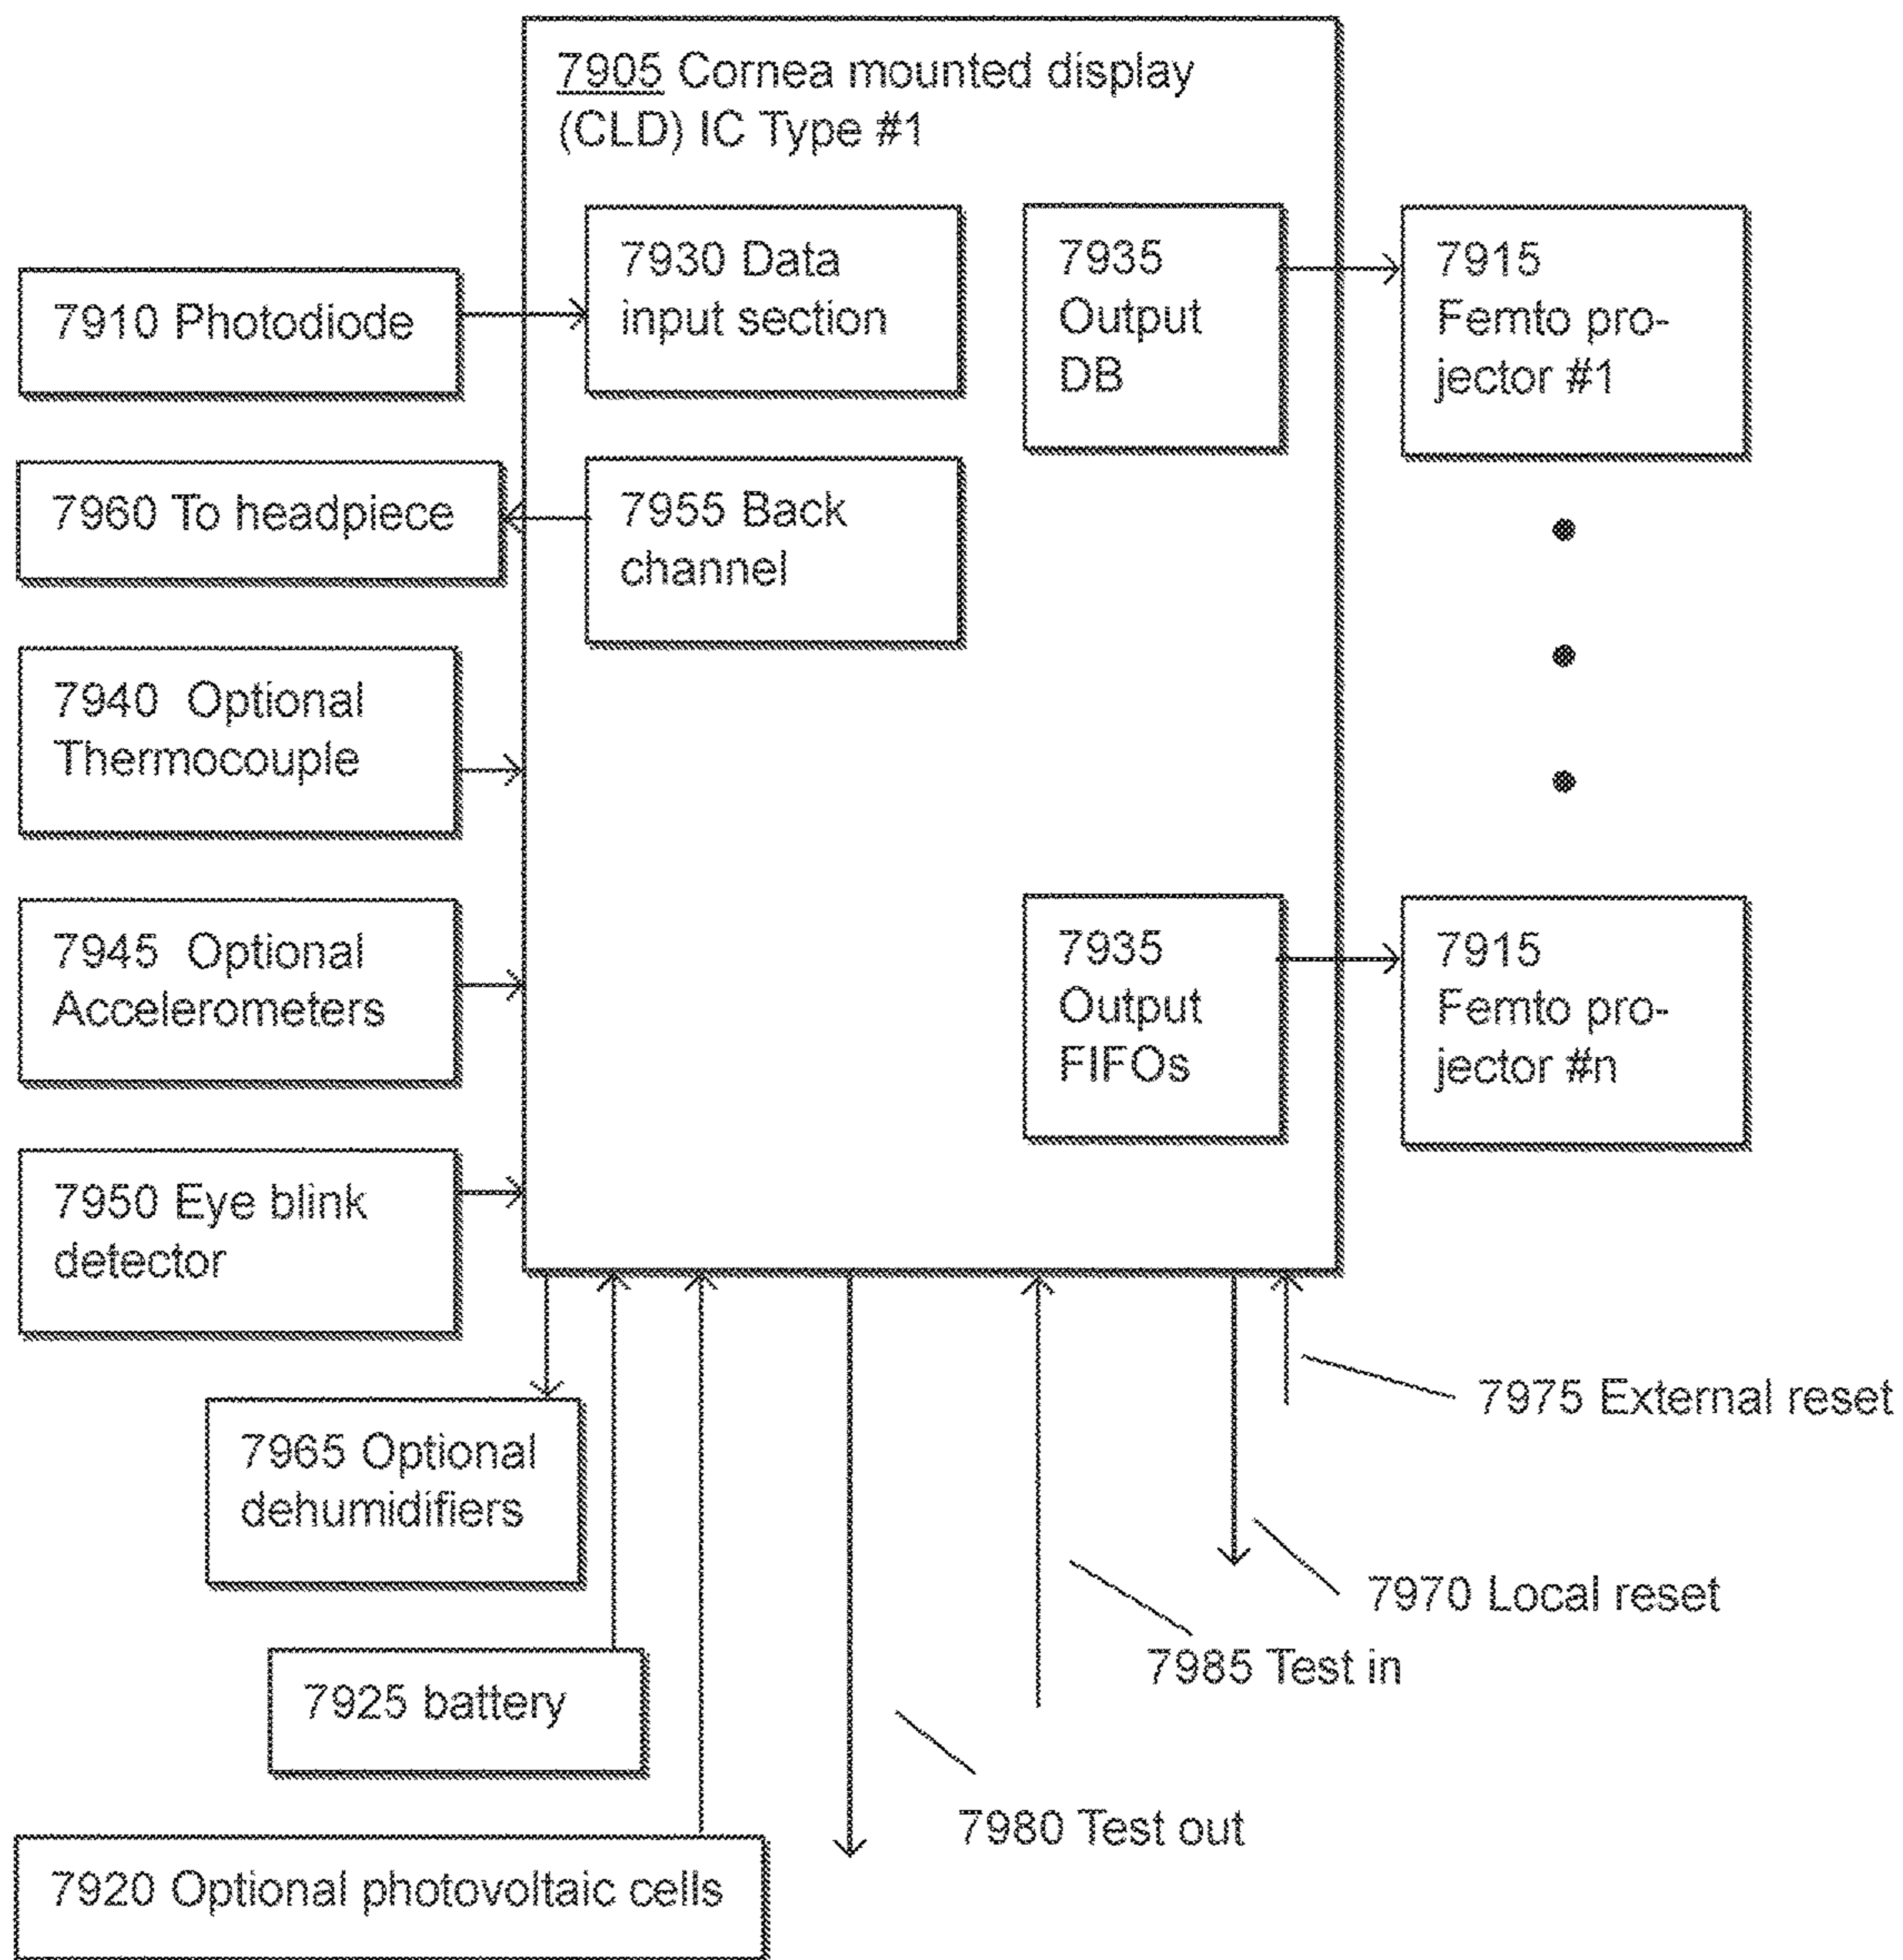 7905 Cornea mounted display
(CLD) IC Type #1
7910 Photodiode
7930 Data
input section
7935
Output
DB
7915
Femto pro-
jector #1
7960 To headpiece
7955 Back
channel
7940 Optional
Thermocouple
7945 Optional
Accelerometers
7935
Output
FIFOs
7915
Femto pro-
jector #n
7950 Eye blink
detector
7975 External reset
7965 Optional
dehumidifiers
7970 Local reset
7985 Test in
7925 battery
7980 Test out
7920 Optional photovoltaic cells